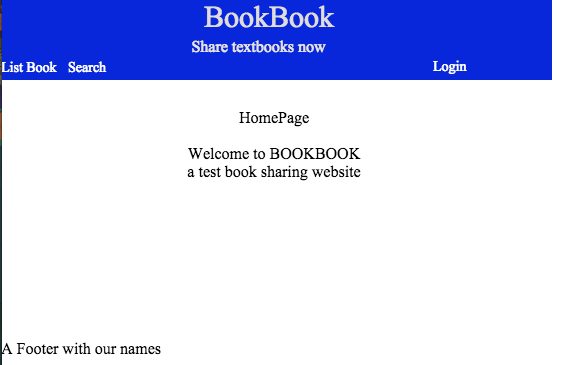 BookBook
Share textbooks now
List Book Search Login
HomePage
Welcome to BOOKBOOK
a test book sharing website
A Footer with our names